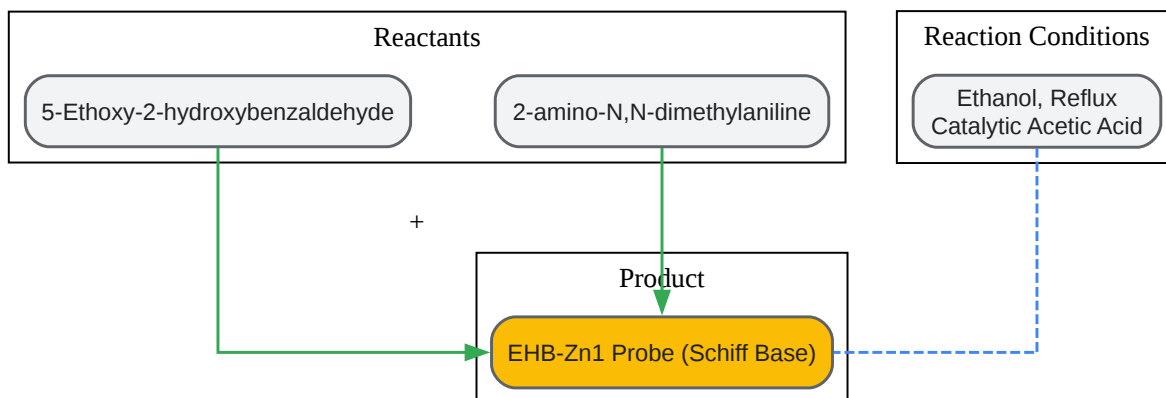 Reactants
Reaction Conditions
5-Ethoxy-2-hydroxybenzaldehyde
2-amino-N,N-dimethylaniline
Ethanol, Reflux
Catalytic Acetic Acid
+
Product
EHB-Zn1 Probe (Schiff Base)